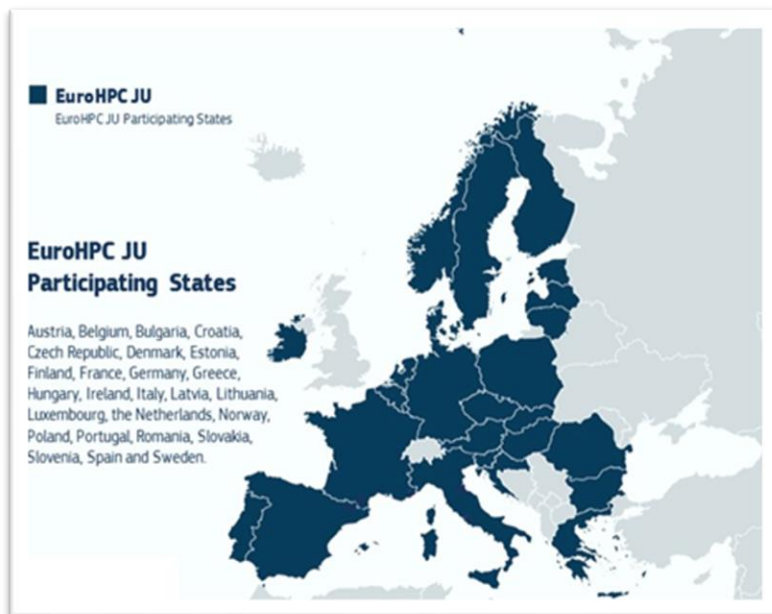 EuroHPC JU
EuroHPC JU Participating States
EuroHPC JU
Participating States
Austria, Belgium, Bulgaria, Croatia,
Czech Republic, Denmark, Estonia,
Finland, France, Germany, Greece,
Hungary, Ireland, Italy, Latvia, Lithuania,
Luxembourg, the Netherlands, Norway,
Poland, Portugal, Romania, Slovakia,
Slovenia, Spain and Sweden.